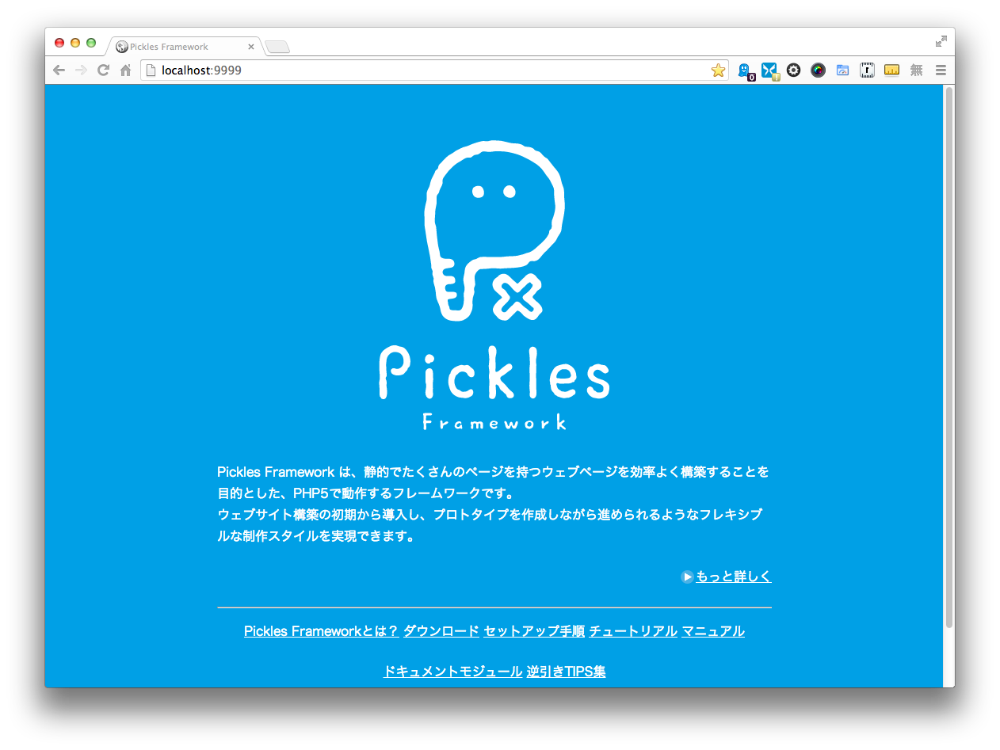 Pickles Framework
localhost:9999
0
!
r
無
Px
Pickles
Framework
Pickles Framework は、静的でたくさんのページを持つウェブページを効率よく構築することを
目的とした、PHP5で動作するフレームワークです。
ウェブサイト構築の初期から導入し、プロトタイプを作成しながら進められるようなフレキシブ
ルな制作スタイルを実現できます。
もっと詳しく
Pickles Frameworkとは？ ダウンロード セットアップ手順 チュートリアル マニュアル
ドキュメントモジュール 逆引きTIPS集